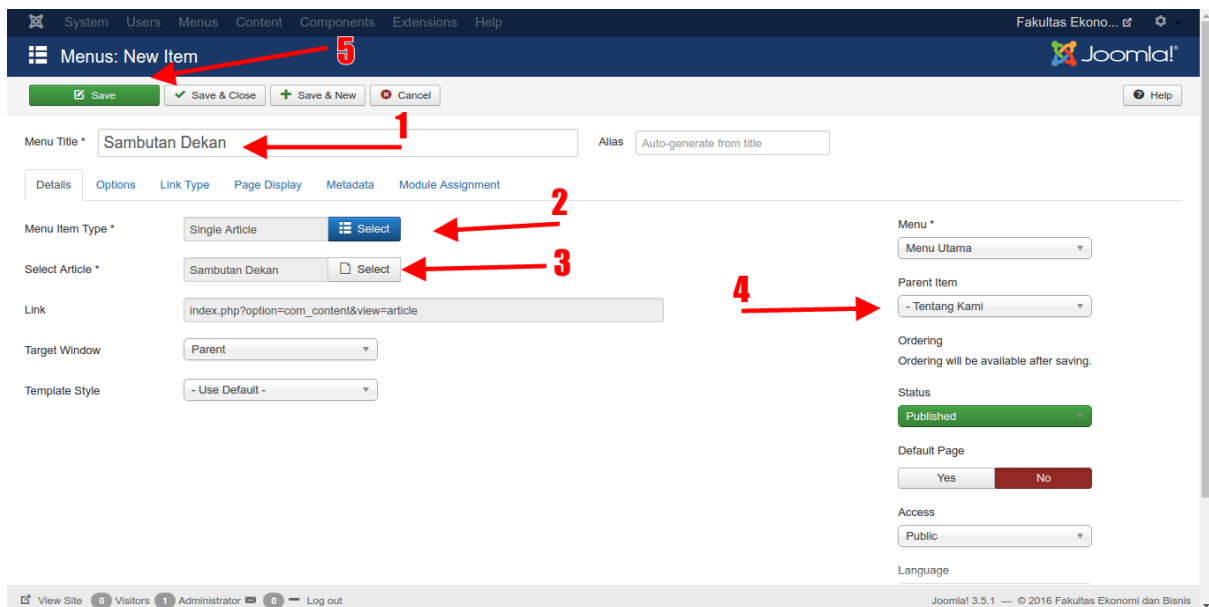 System Users Menus Content Components Extensions Help Fakultas Ekono...
Menus: New Item 5 Joomla!®
Save Save & Close Save & New Cancel Help
1
Menu Title * Sambutan Dekan Alias Auto-generate from title
Details Options Link Type Page Display Metadata Module Assignment
2
Menu Item Type * Single Article Select Menu *
Menu Utama
Select Article * Sambutan Dekan Select 3
Parent Item
4
Link index.php?option=com_content&view=article - Tentang Kami
Target Window Parent Ordering
Ordering will be available after saving.
Template Style - Use Default - Status
Published
Default Page
Yes No
Access
Public
Language
View Site 0 Visitors 1 Administrator 0 Log out Joomla! 3.5.1 — © 2016 Fakultas Ekonomi dan Bisnis